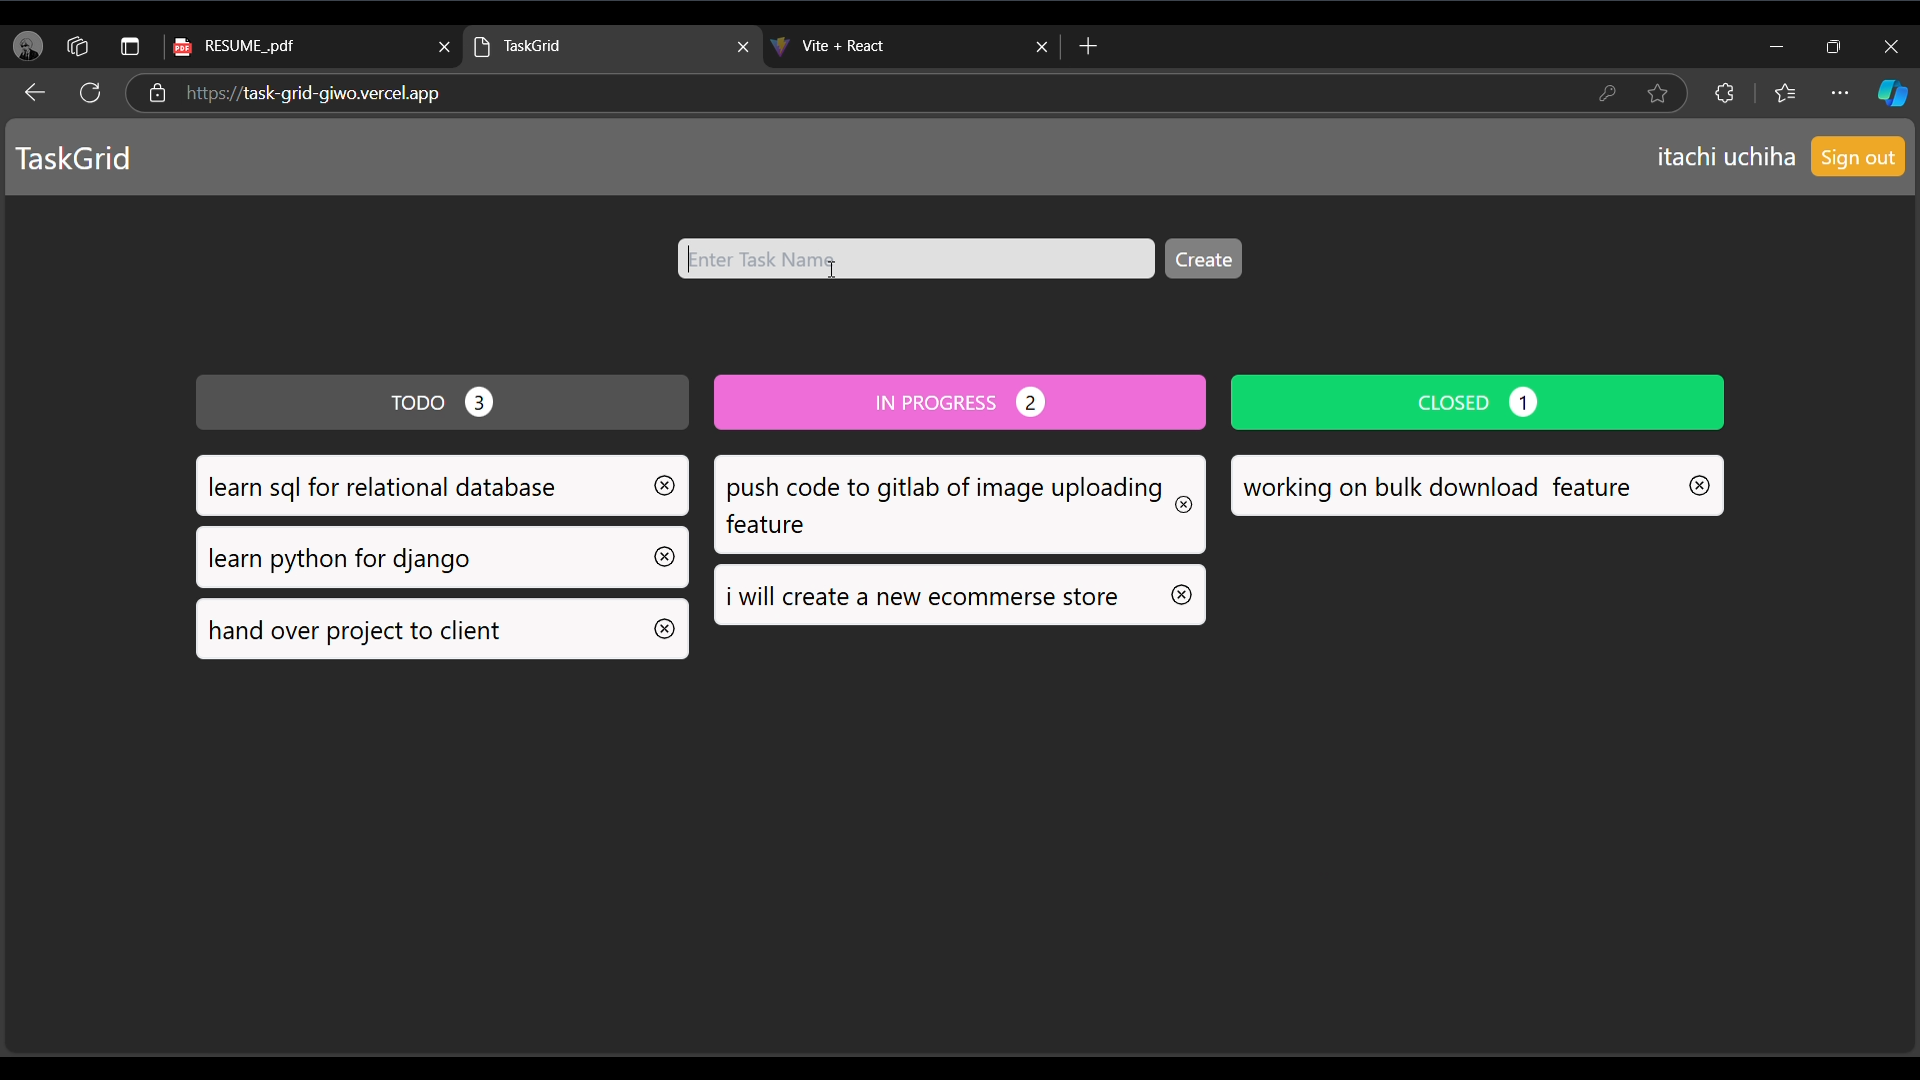 RESUME_.pdf
TaskGrid
Vite + React
https://task-grid-giwo.vercel.app
TaskGrid
itachi uchiha
Sign out
Enter Task Name
Create
TODO 3
learn sql for relational database
learn python for django
hand over project to client
IN PROGRESS 2
push code to gitlab of image uploading
feature
i will create a new ecommerse store
CLOSED 1
working on bulk download  feature